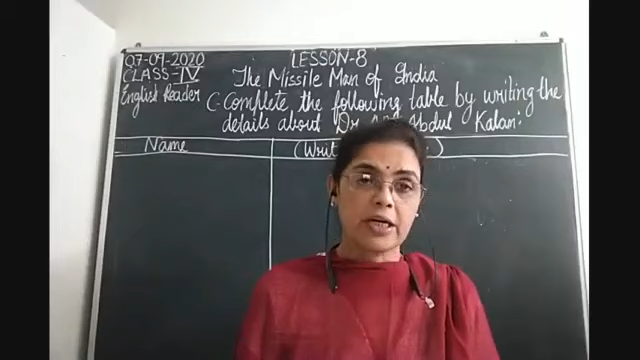 07-09-2020
LESSON-8
CLASS-IV
The Missile Man of India
English Reader
C-Complete the following table by writing the
details about Dr. Abdul Kalam:
Name
(Writ )